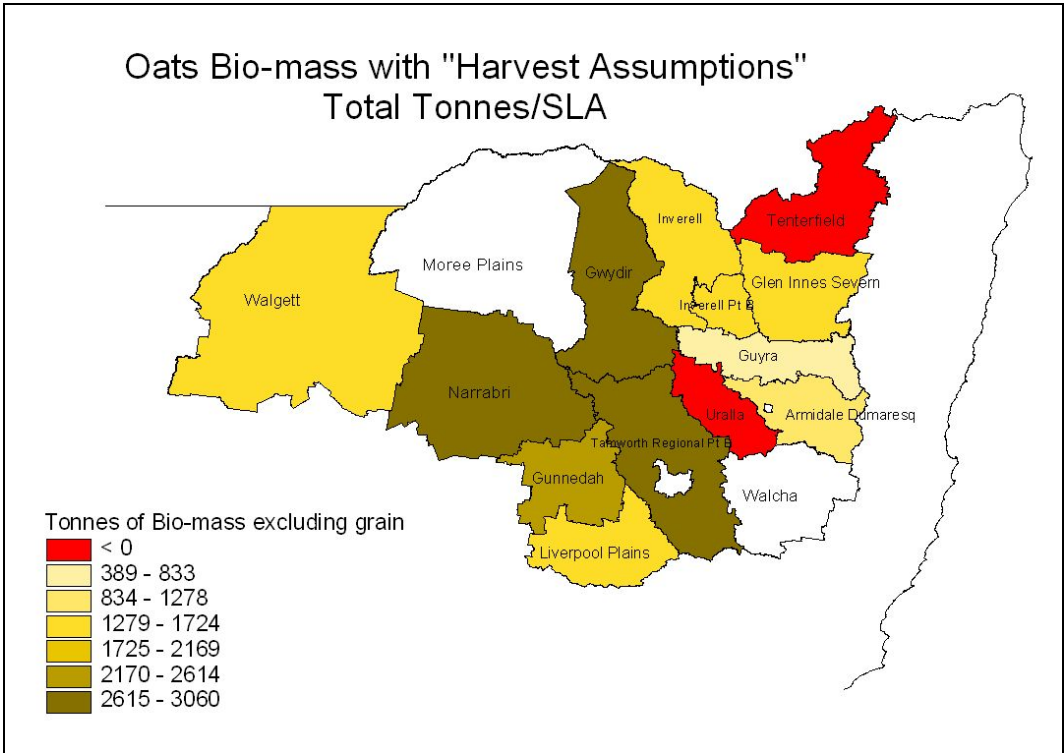 Oats Bio-mass with "Harvest Assumptions"
Total Tonnes/SLA
Tenterfield
Inverell
Moree Plains
Gwydir
Glen Innes Severn
Walgett
Inverell Pt B
Guyra
Narrabri
Uralla
Armidale Dumaresq
Tamworth Regional Pt B
Gunnedah
Walcha
Liverpool Plains
Tonnes of Bio-mass excluding grain
< 0
389 - 833
834 - 1278
1279 - 1724
1725 - 2169
2170 - 2614
2615 - 3060